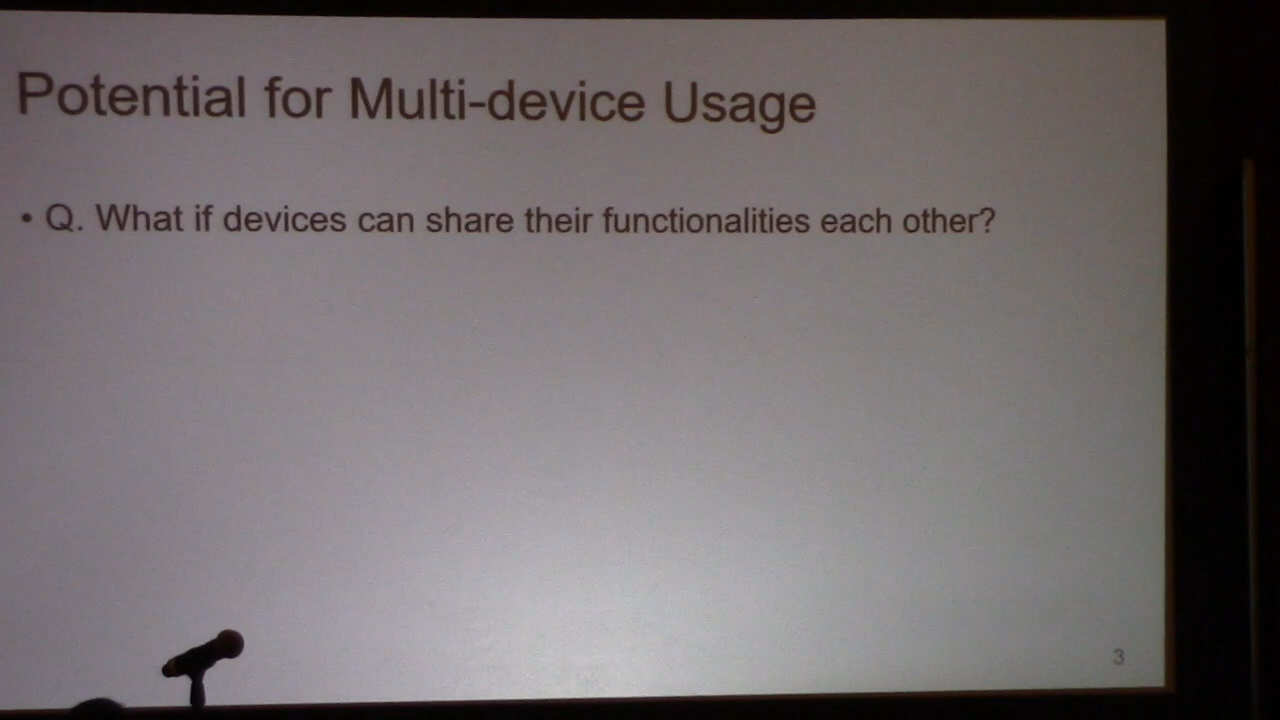 Potential for Multi-device Usage
• Q. What if devices can share their functionalities each other?
3